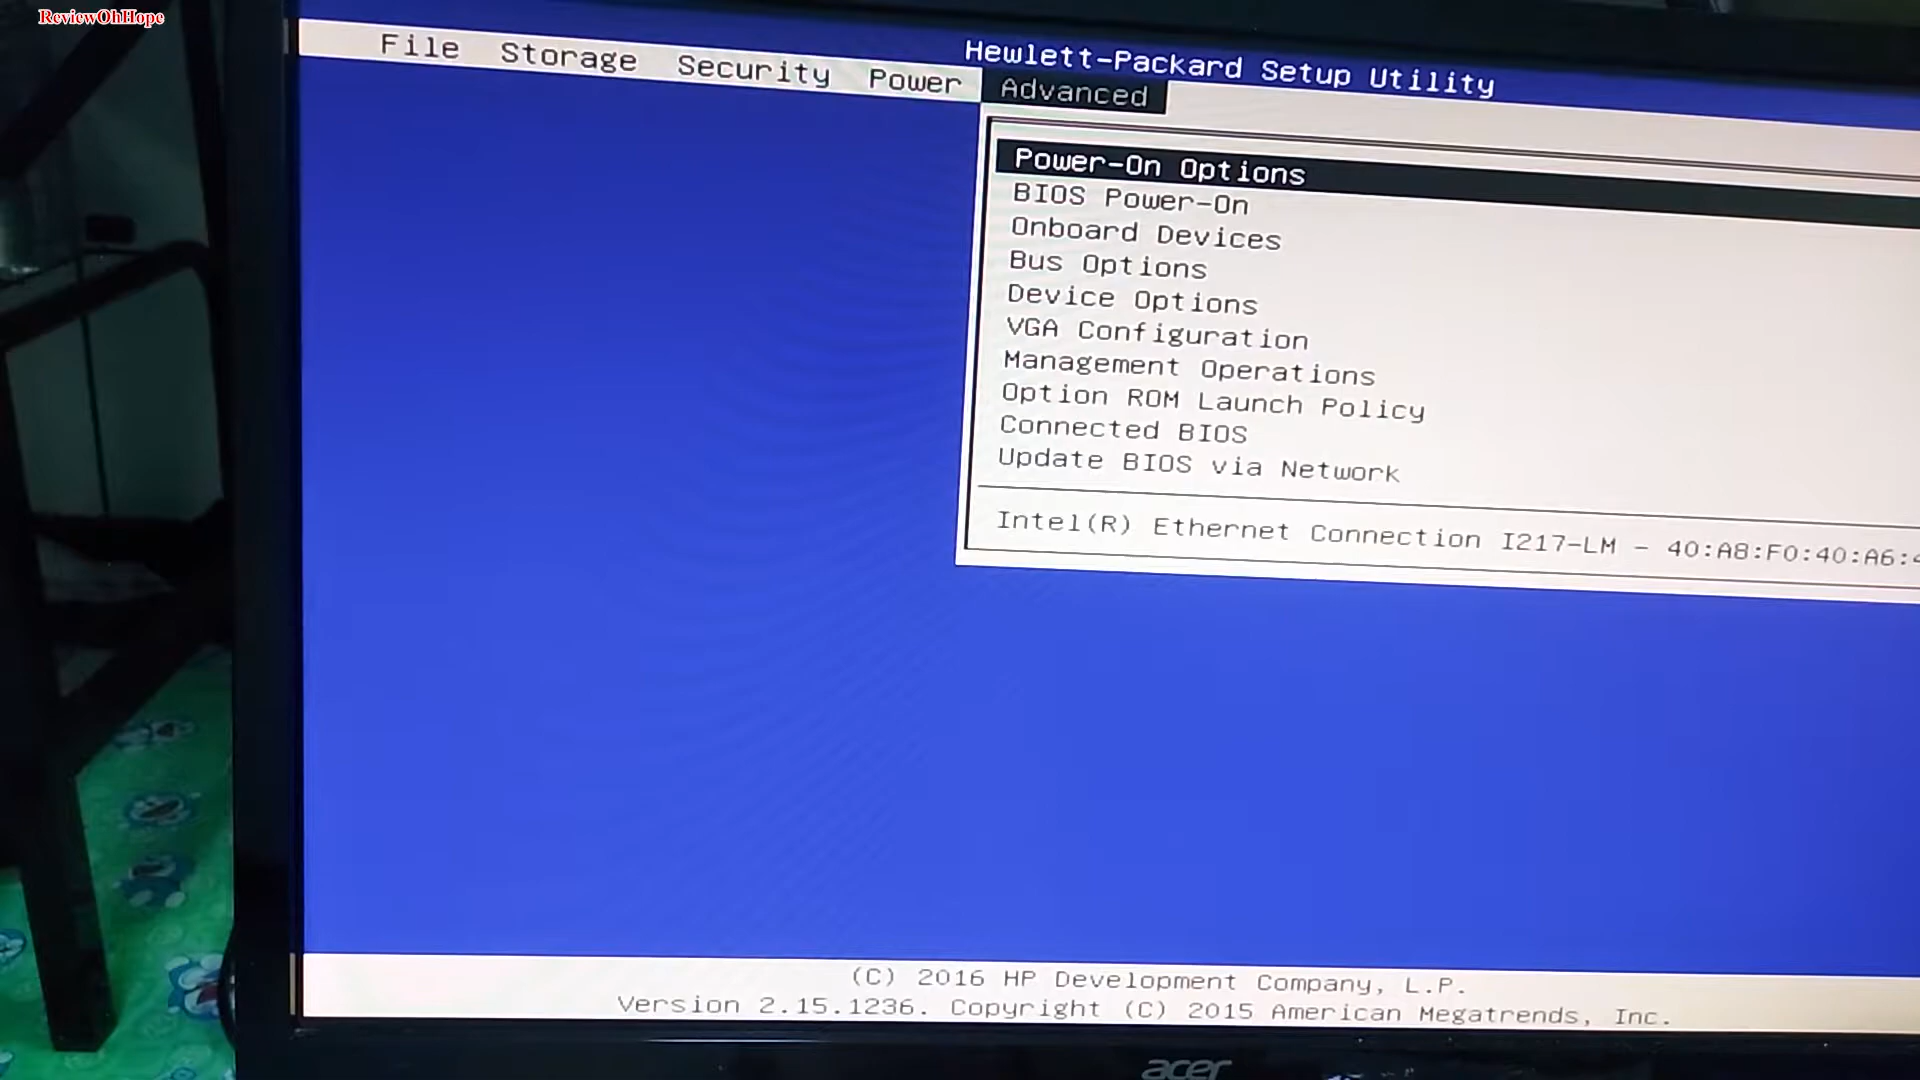 ReviewOhHope
Hewlett-Packard Setup Utility
File Storage Security Power Advanced
Power-On Options
BIOS Power-On
Onboard Devices
Bus Options
Device Options
VGA Configuration
Management Operations
Option ROM Launch Policy
Connected BIOS
Update BIOS via Network
Intel(R) Ethernet Connection I217-LM - 40:A8:F0:40:A6:
(C) 2016 HP Development Company, L.P.
Version 2.15.1236. Copyright (C) 2015 American Megatrends, Inc.
acer